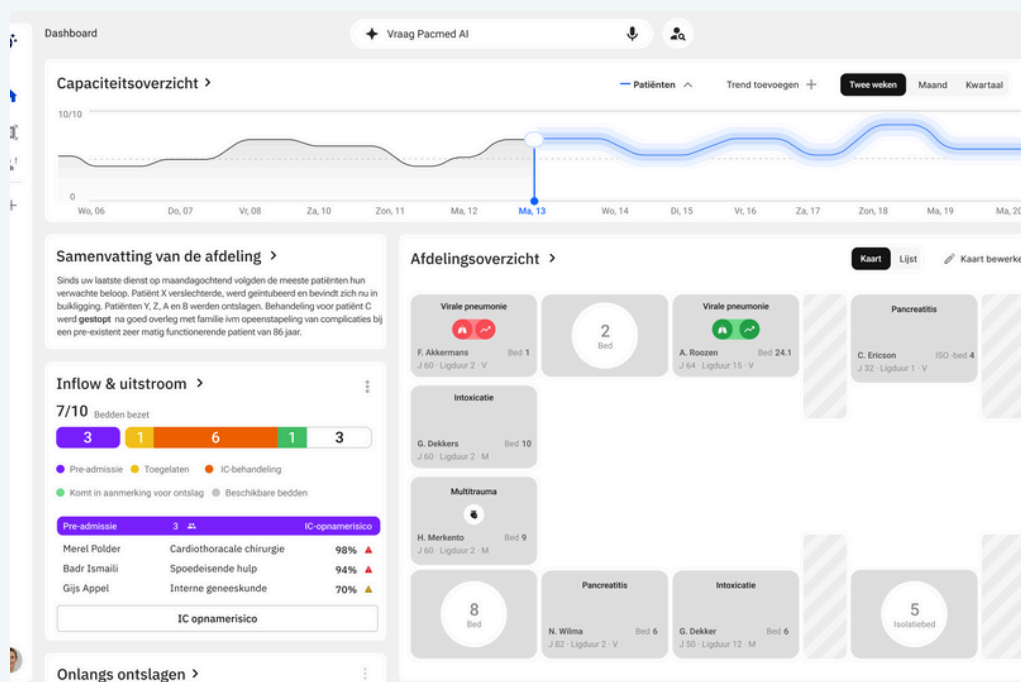 Dashboard
Vraag Pacmed AI
Capaciteitsoverzicht >
Patiënten
Trend toevoegen +
Twee weken
Maand
Kwartaal
10/10
0
Wo, 06
Do, 07
Vr, 08
Za, 10
Zon, 11
Ma, 12
Ma, 13
Wo, 14
Di, 15
Vr, 16
Za, 17
Zon, 18
Ma, 19
Ma, 20
Samenvatting van de afdeling >
Sinds uw laatste dienst op maandagochtend volgden de meeste patiënten hun
verwachte beloop. Patiënt X verslechterde, werd geïntubeerd en bevindt zich nu in
buikligging. Patiënten Y, Z, A en B werden ontslagen. Behandeling voor patiënt C
werd gestopt na goed overleg met familie ivm opeenstapeling van complicaties bij
een pre-existent zeer matig functionerende patient van 86 jaar.
Inflow & uitstroom >
7/10 Bedden bezet
3 1 6 1 3
Pre-admissie
Toegelaten
IC-behandeling
Komt in aanmerking voor ontslag
Beschikbare bedden
Pre-admissie 3 IC-opnamerisico
Merel Polder Cardiothoracale chirurgie 98%
Badr Ismaili Spoedeisende hulp 94%
Gijs Appel Interne geneeskunde 70%
IC opnamerisico
Onlangs ontslagen >
Afdelingsoverzicht >
Kaart
Lijst
Kaart bewerke
Virale pneumonie
F. Akkermans Bed 1
J 60 · Ligduur 2 · V
2
Bed
Virale pneumonie
A. Roozen Bed 24.1
J 64 · Ligduur 15 · V
Pancreatitis
C. Ericson ISO -bed 4
J 32 · Ligduur 1 · V
Intoxicatie
G. Dekkers Bed 10
J 60 · Ligduur 2 · M
Multitrauma
H. Merkento Bed 9
J 60 · Ligduur 2 · M
8
Bed
Pancreatitis
N. Wilma Bed 6
J 82 · Ligduur 2 · V
Intoxicatie
G. Dekker Bed 6
J 50 · Ligduur 12 · M
5
Isolatiebed